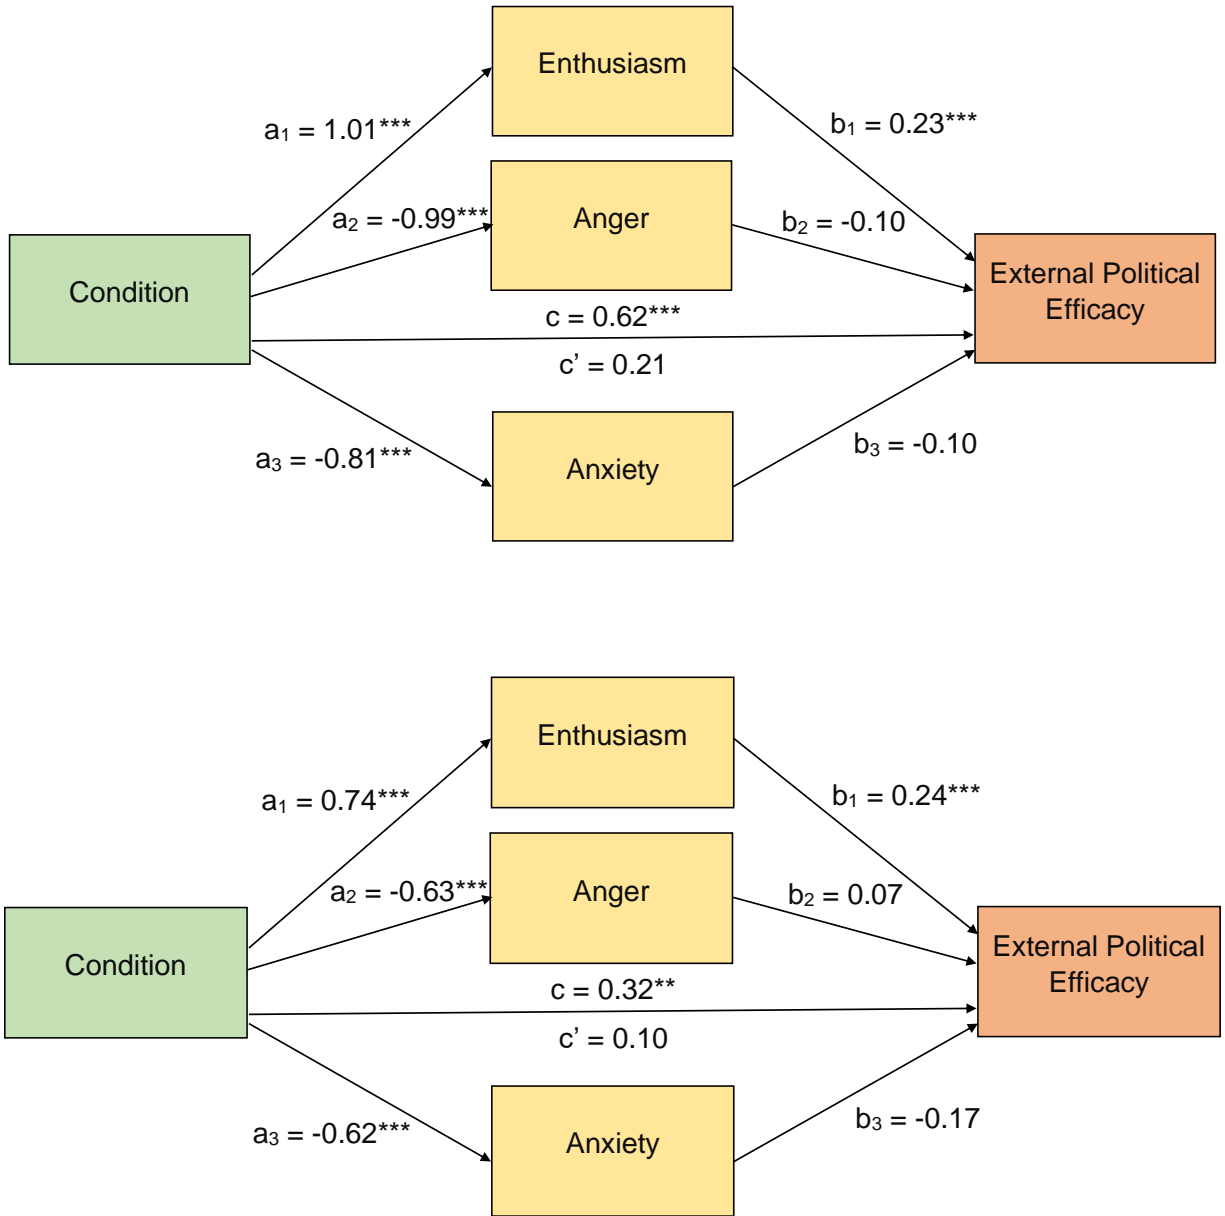 Enthusiasm
a₁ = 1.01***
b₁ = 0.23***
a₂ = -0.99***
Anger
b₂ = -0.10
Condition
External Political
Efficacy
c = 0.62***
c’ = 0.21
a₃ = -0.81***
Anxiety
b₃ = -0.10
Enthusiasm
a₁ = 0.74***
b₁ = 0.24***
a₂ = -0.63***
Anger
b₂ = 0.07
Condition
External Political
Efficacy
c = 0.32**
c’ = 0.10
a₃ = -0.62***
Anxiety
b₃ = -0.17